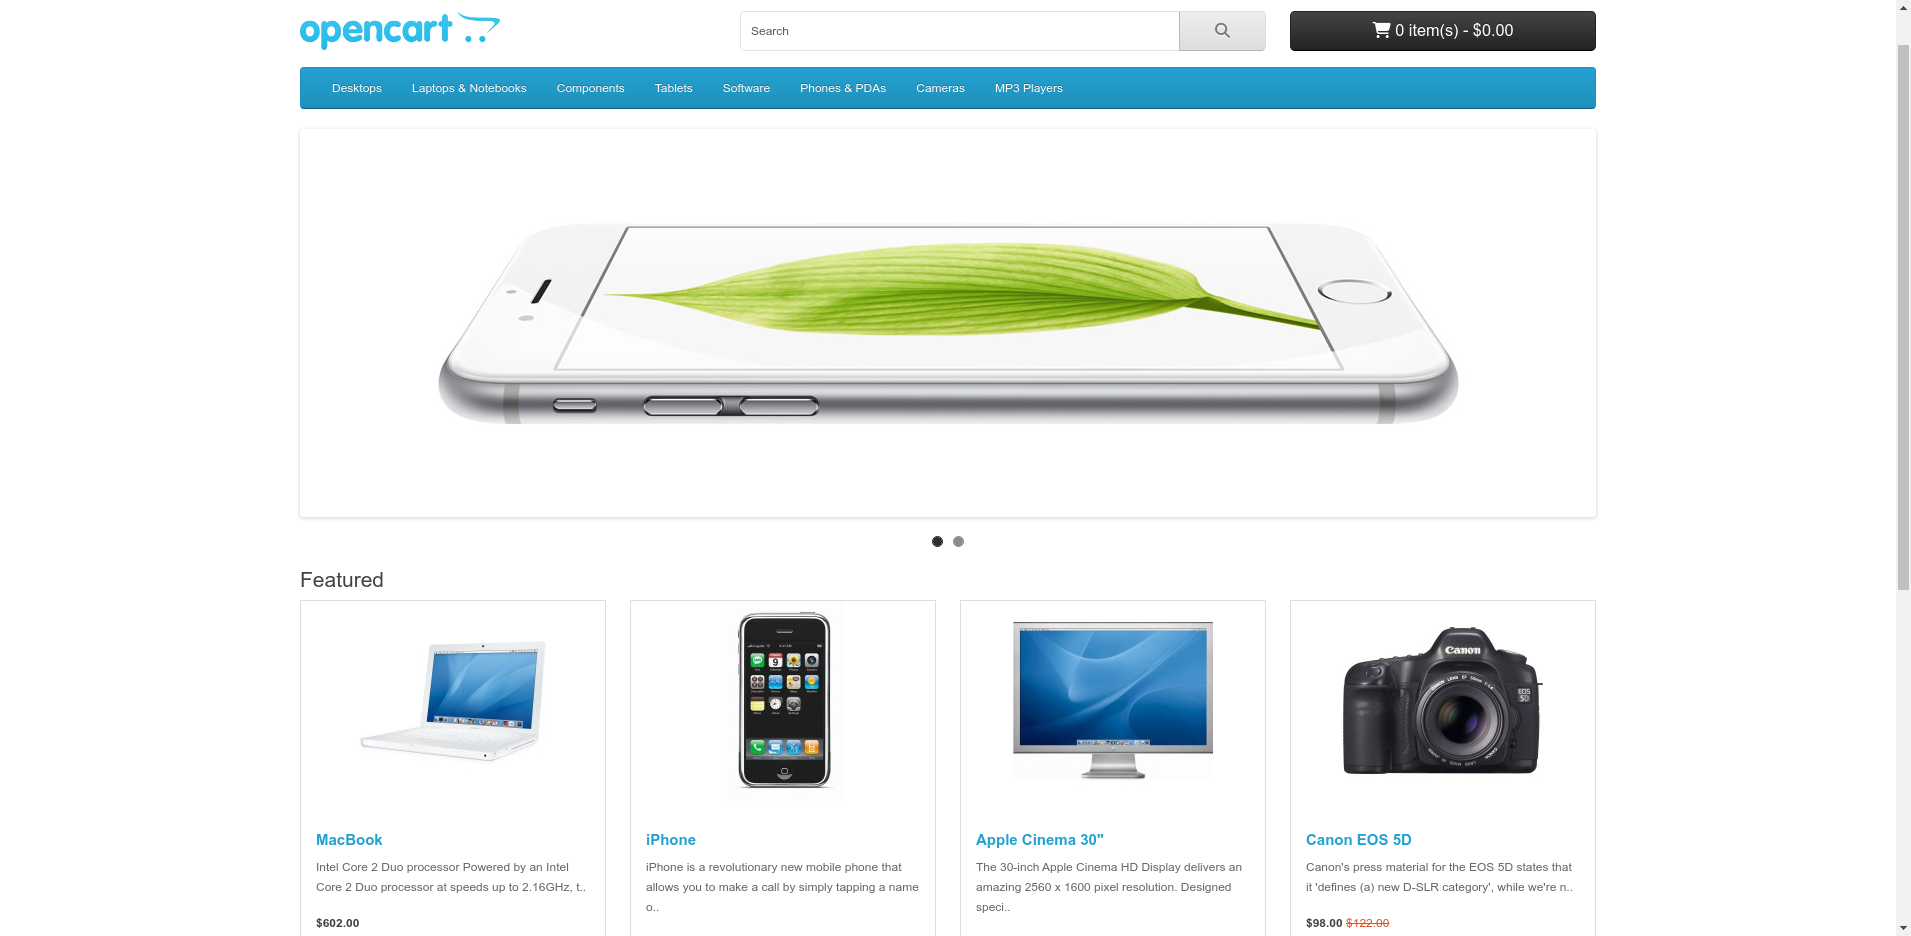 opencart
Search
0 item(s) - $0.00
Desktops
Laptops & Notebooks
Components
Tablets
Software
Phones & PDAs
Cameras
MP3 Players
Featured
Canon
EOS
5D
MacBook
Intel Core 2 Duo processor Powered by an Intel
Core 2 Duo processor at speeds up to 2.16GHz, t..
$602.00
iPhone
iPhone is a revolutionary new mobile phone that
allows you to make a call by simply tapping a name
o..
Apple Cinema 30"
The 30-inch Apple Cinema HD Display delivers an
amazing 2560 x 1600 pixel resolution. Designed
speci..
Canon EOS 5D
Canon's press material for the EOS 5D states that
it 'defines (a) new D-SLR category', while we're n..
$98.00 $122.00